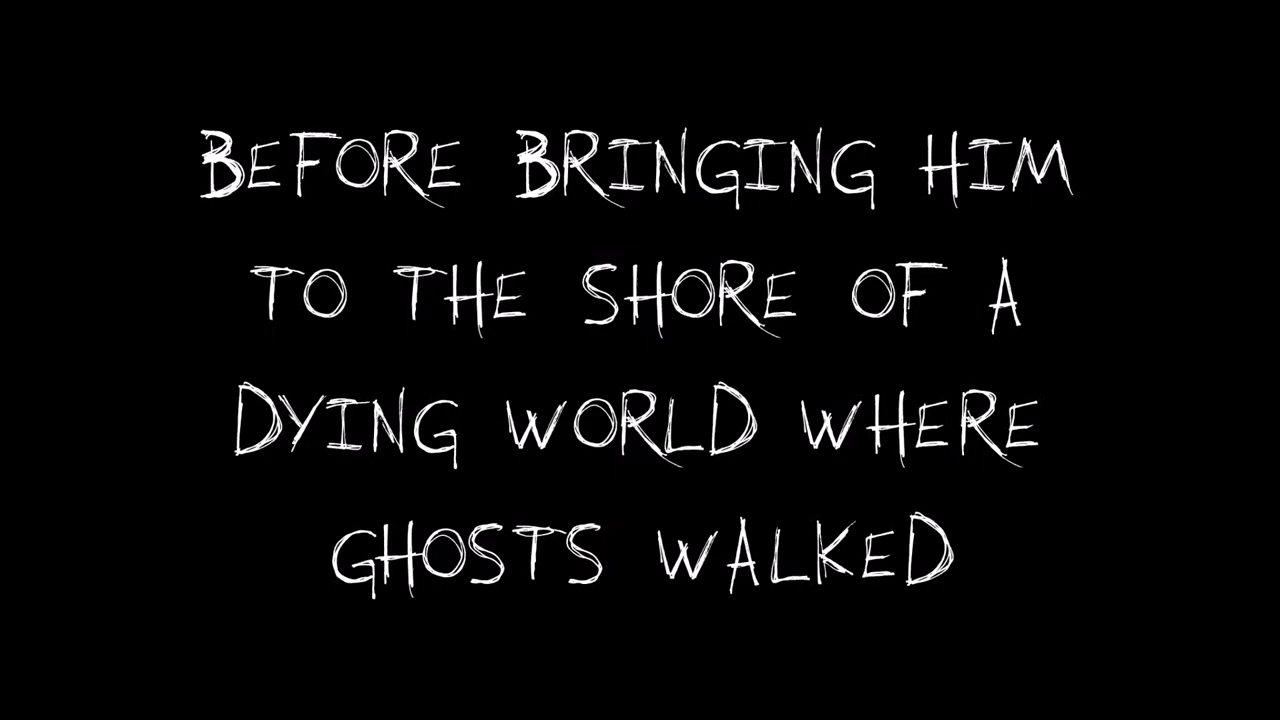 BEFORE BRINGING HIM
TO THE SHORE OF A
DYING WORLD WHERE
GHOSTS WALKED